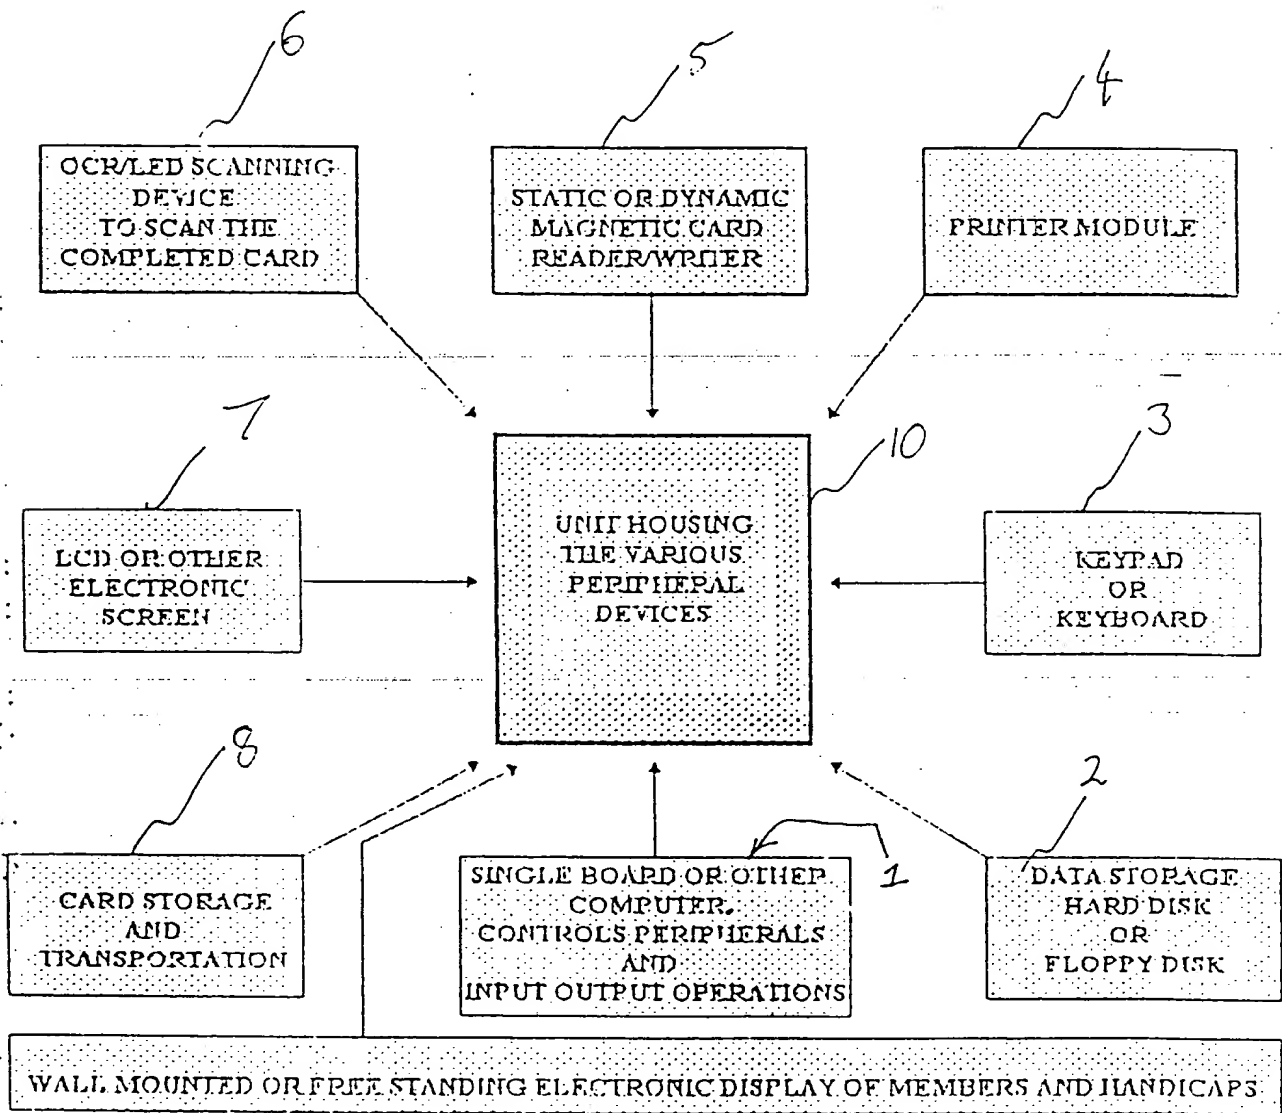 6
5
4
OCR/LED SCANNING
DEVICE
TO SCAN THE
COMPLETED CARD
STATIC OR DYNAMIC
MAGNETIC CARD
READER/WRITER
PRINTER MODULE
7
10
3
LCD OR OTHER
ELECTRONIC
SCREEN
UNIT HOUSING
THE VARIOUS
PERIPHERAL
DEVICES
KEYPAD
OR
KEYBOARD
8
1
2
CARD STORAGE
AND
TRANSPORTATION
SINGLE BOARD OR OTHER
COMPUTER.
CONTROLS PERIPHERALS
AND
INPUT OUTPUT OPERATIONS
DATA STORAGE
HARD DISK
OR
FLOPPY DISK
WALL MOUNTED OR FREE STANDING ELECTRONIC DISPLAY OF MEMBERS AND HANDICAPS